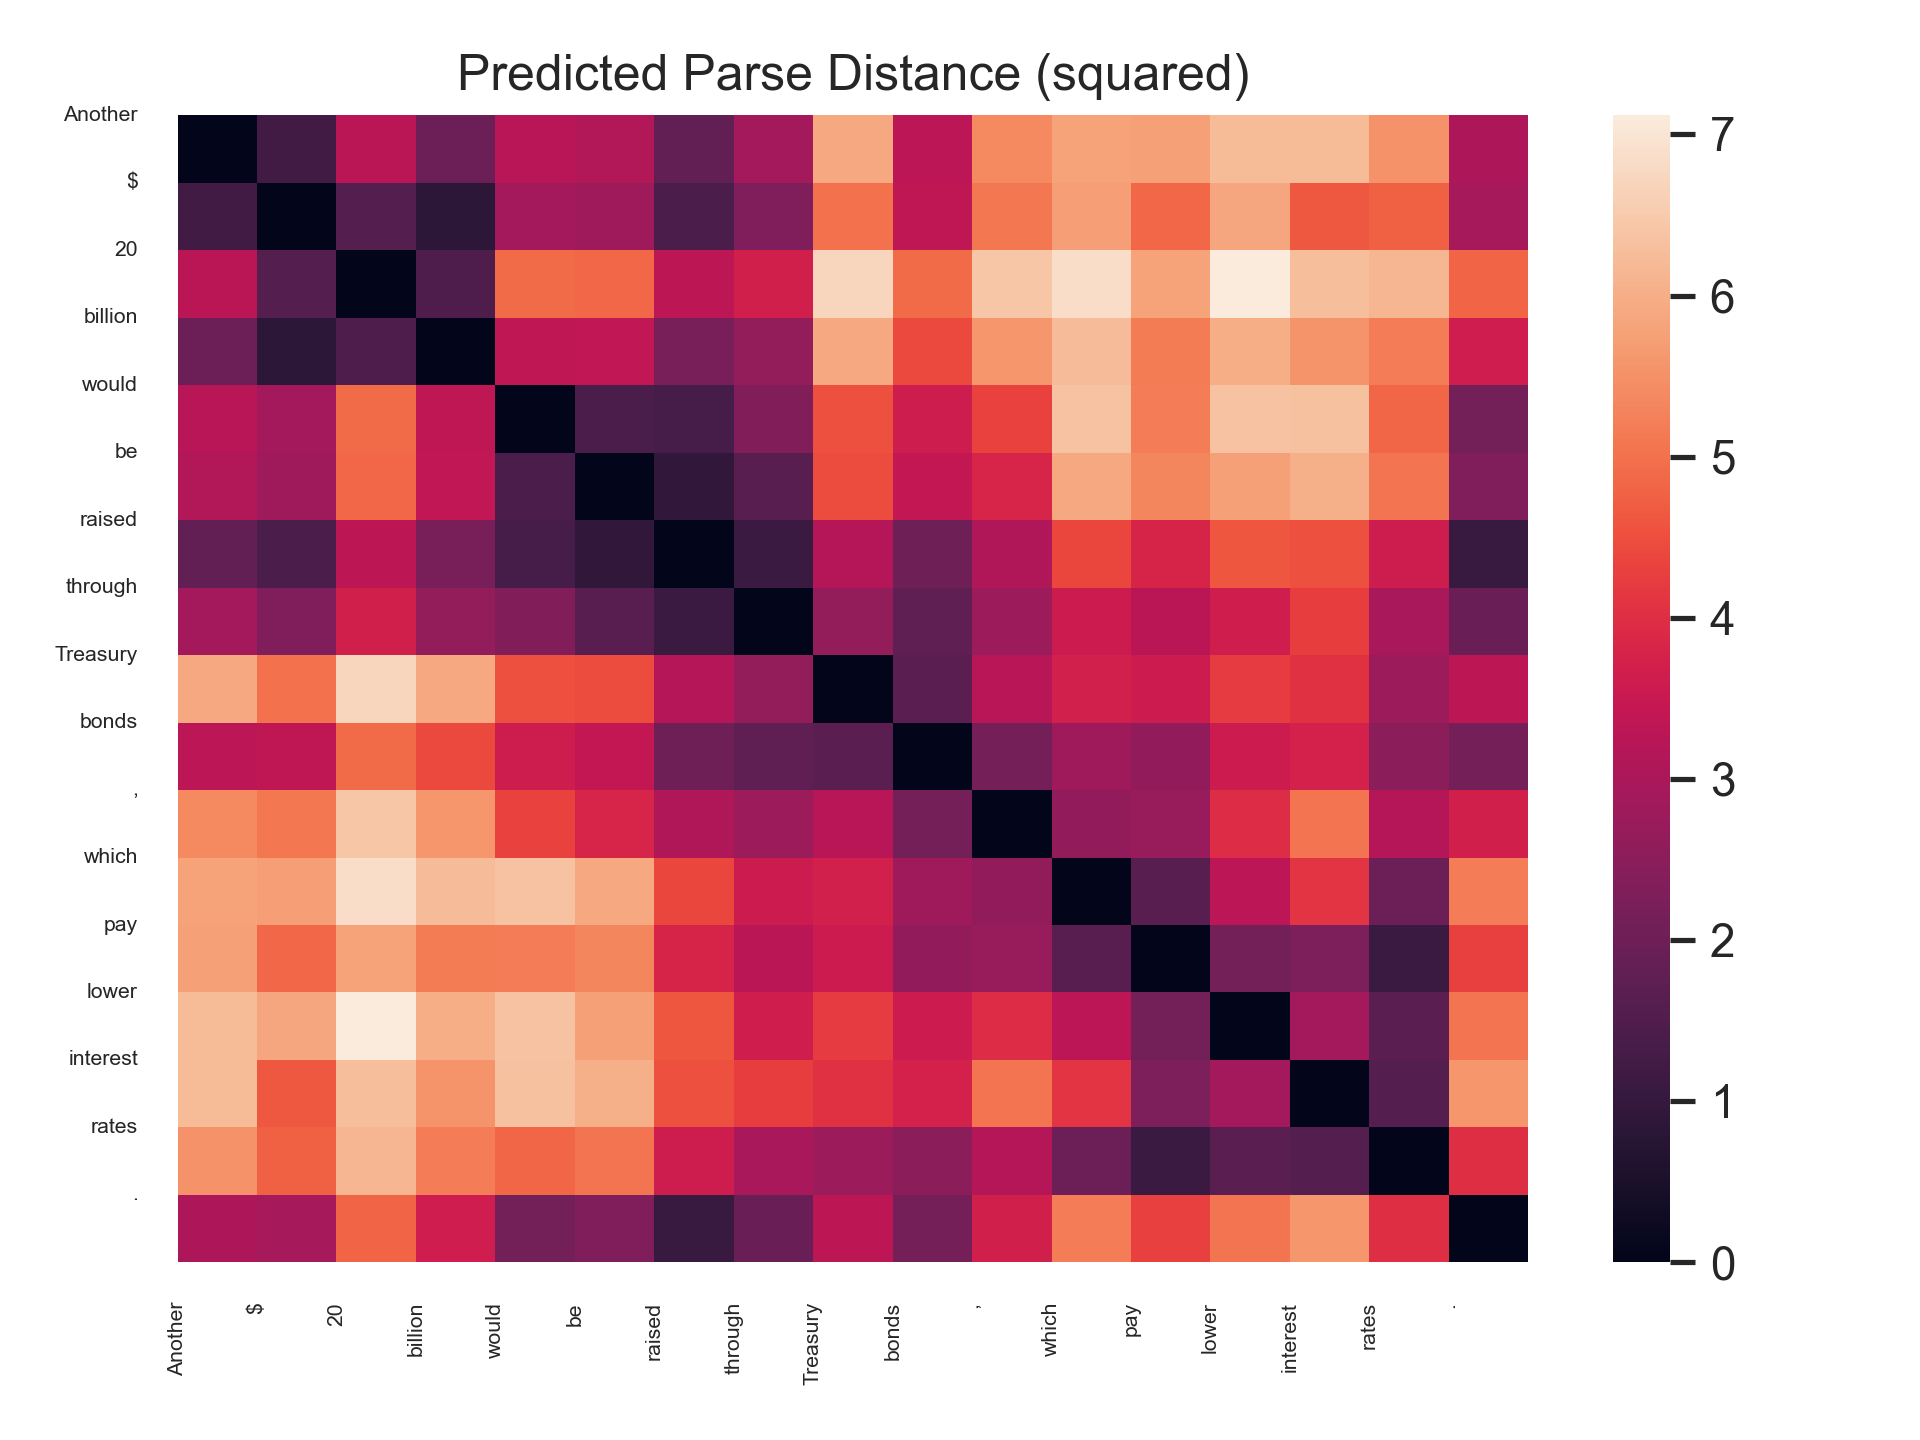 Predicted Parse Distance (squared)
Another
$
20
billion
would
be
raised
through
Treasury
bonds
,
which
pay
lower
interest
rates
.
7
6
5
4
3
2
1
0
Another
$
20
billion
would
be
raised
through
Treasury
bonds
,
which
pay
lower
interest
rates
.